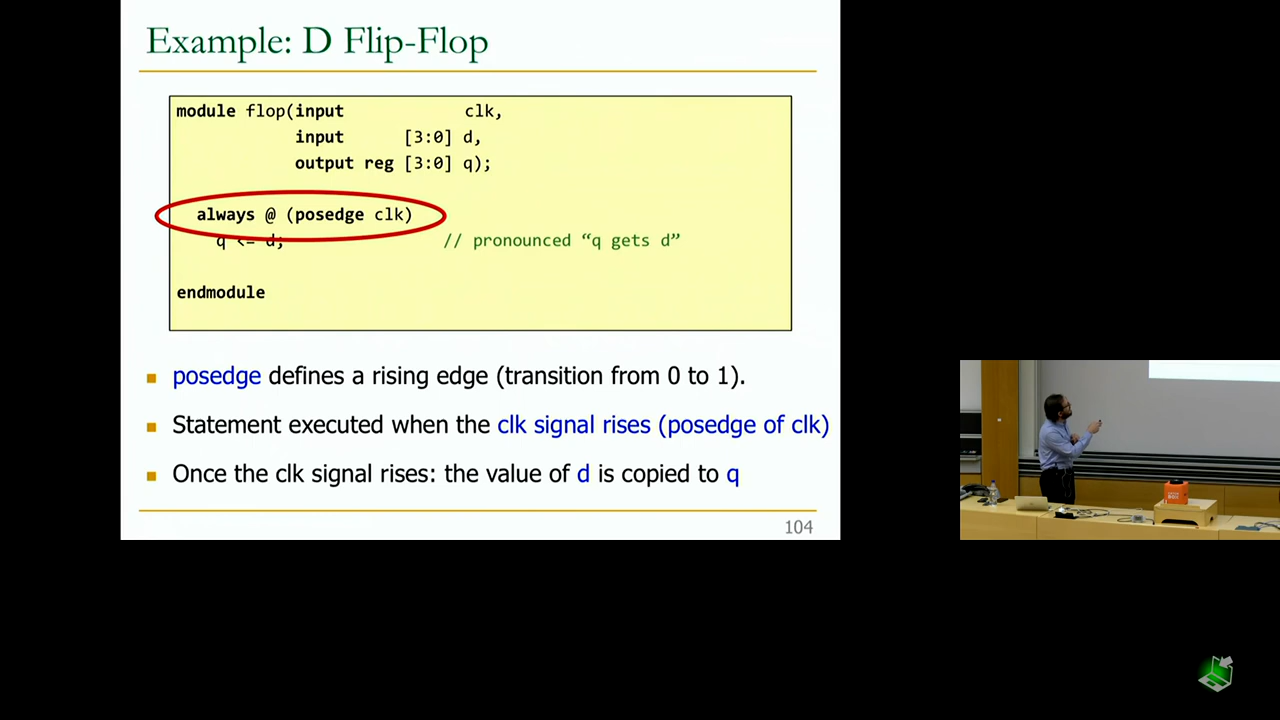 Example: D Flip-Flop
module flop(input clk,
input [3:0] d,
output reg [3:0] q);
always @ (posedge clk)
q <= d; // pronounced “q gets d”
endmodule
posedge defines a rising edge (transition from 0 to 1).
Statement executed when the clk signal rises (posedge of clk)
Once the clk signal rises: the value of d is copied to q
104